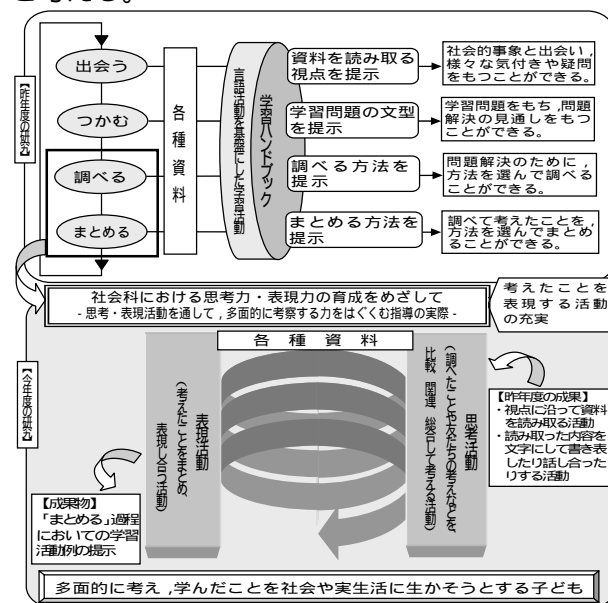 【昨年度の研究】
出会う
つかむ
調べる
まとめる
各種資料
言語活動を基盤にした学習活動
学習ハンドブック
資料を読み取る
視点を提示
学習問題の文型
を提示
調べる方法を
提示
まとめる方法を
提示
社会的事象と出会い，
様々な気付きや疑問
をもつことができる。
学習問題をもち，問題
解決の見通しをもつ
ことができる。
問題解決のために，
方法を選んで調べる
ことができる。
調べて考えたことを，
方法を選んでまとめ
ることができる。
社会科における思考力・表現力の育成をめざして
- 思考・表現活動を通して，多面的に考察する力をはぐくむ指導の実際 -
考えたことを
表現する活動
の充実
【今年度の研究】
各種資料
表現活動
（考えたことをまとめ、
表現し合う活動）
思考活動
（調べたことや友だちの考えなどを、
比較、関連、総合して考える活動）
【昨年度の成果】
・視点に沿って資料
を読み取る活動
・読み取った内容を
文字にして書き表
したり話し合った
りする活動
【成果物】
「まとめる」過程
においての学習
活動例の提示
多面的に考え，学んだことを社会や実生活に生かそうとする子ども